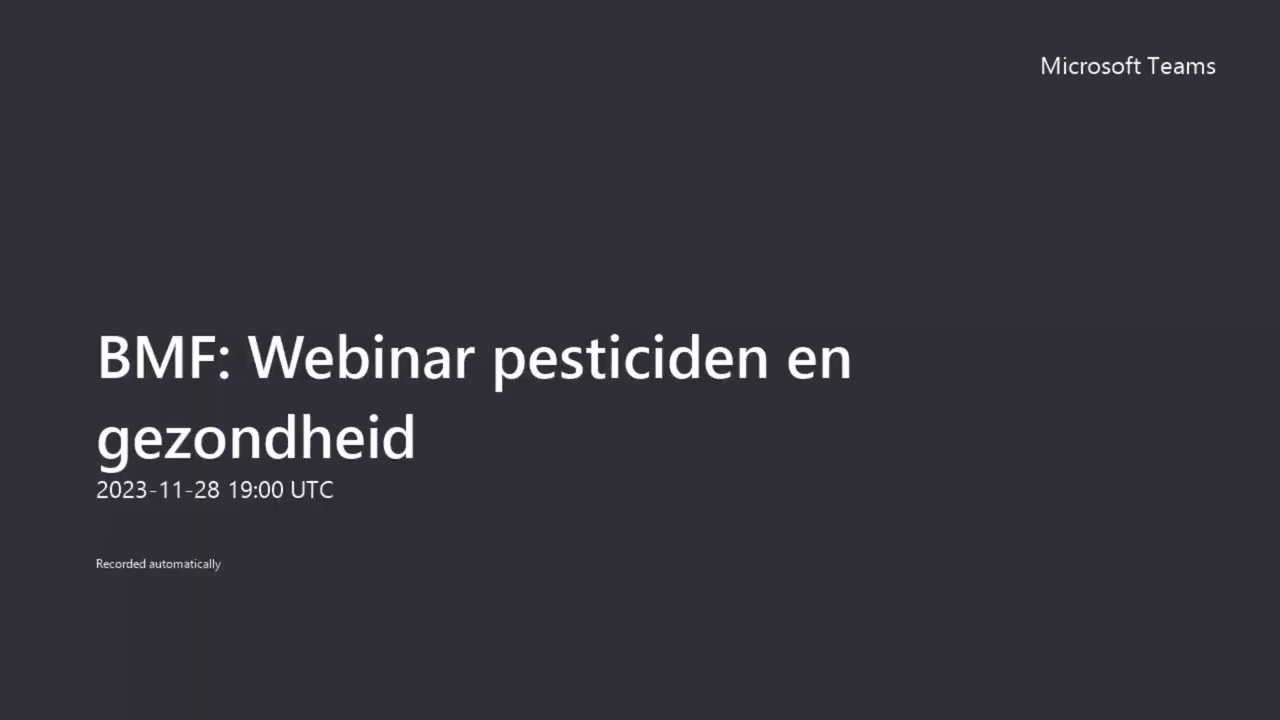 Microsoft Teams
BMF: Webinar pesticiden en
gezondheid
2023-11-28 19:00 UTC
Recorded automatically